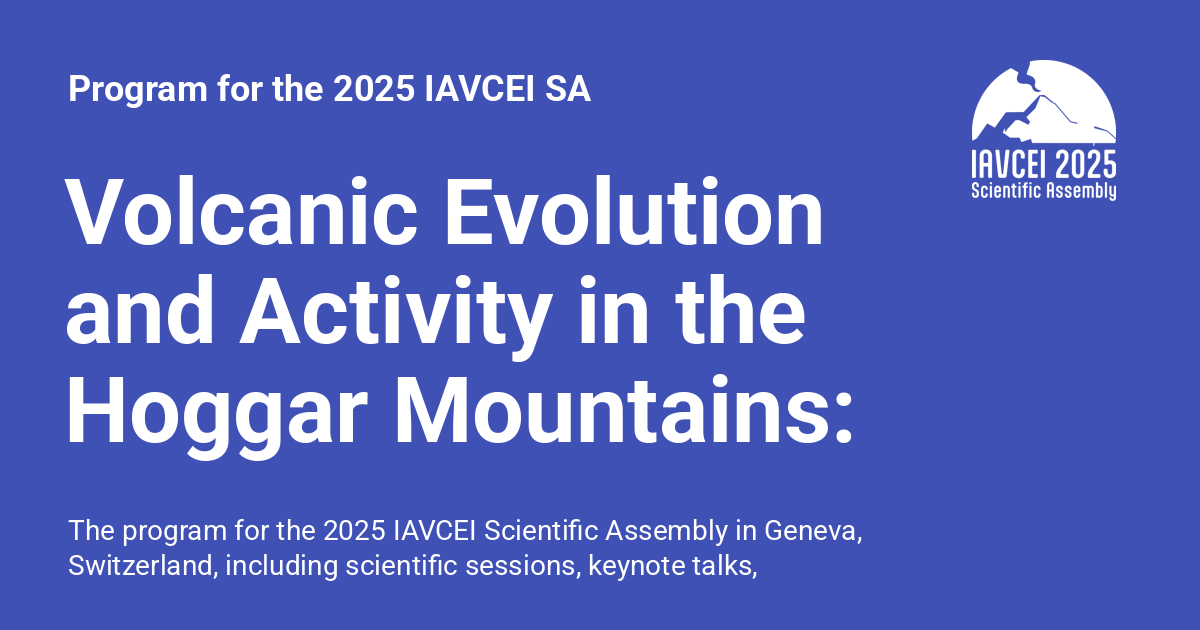 Program for the 2025 IAVCEI SA
IAVCEI 2025
Scientific Assembly
Volcanic Evolution
and Activity in the
Hoggar Mountains:
The program for the 2025 IAVCEI Scientific Assembly in Geneva,
Switzerland, including scientific sessions, keynote talks,